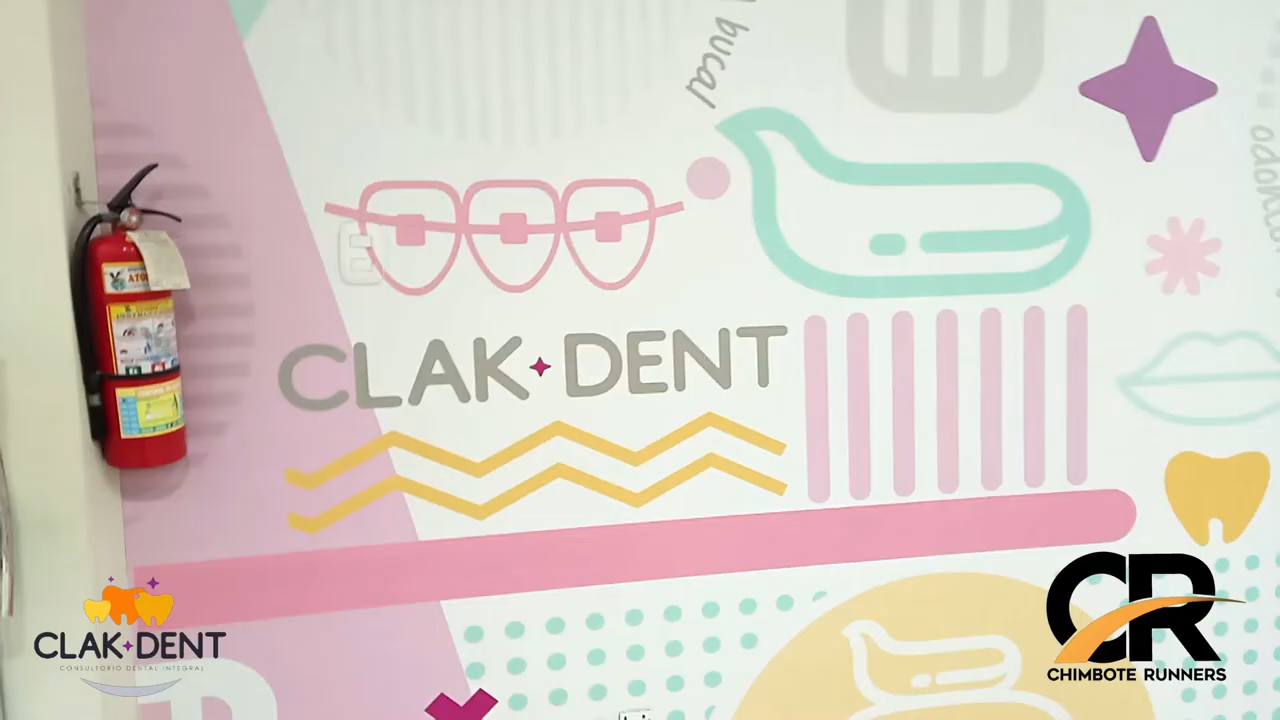 bucal
CLAK DENT
CLAK DENT
CONSULTORIO DENTAL INTEGRAL
CR
CHIMBOTE RUNNERS